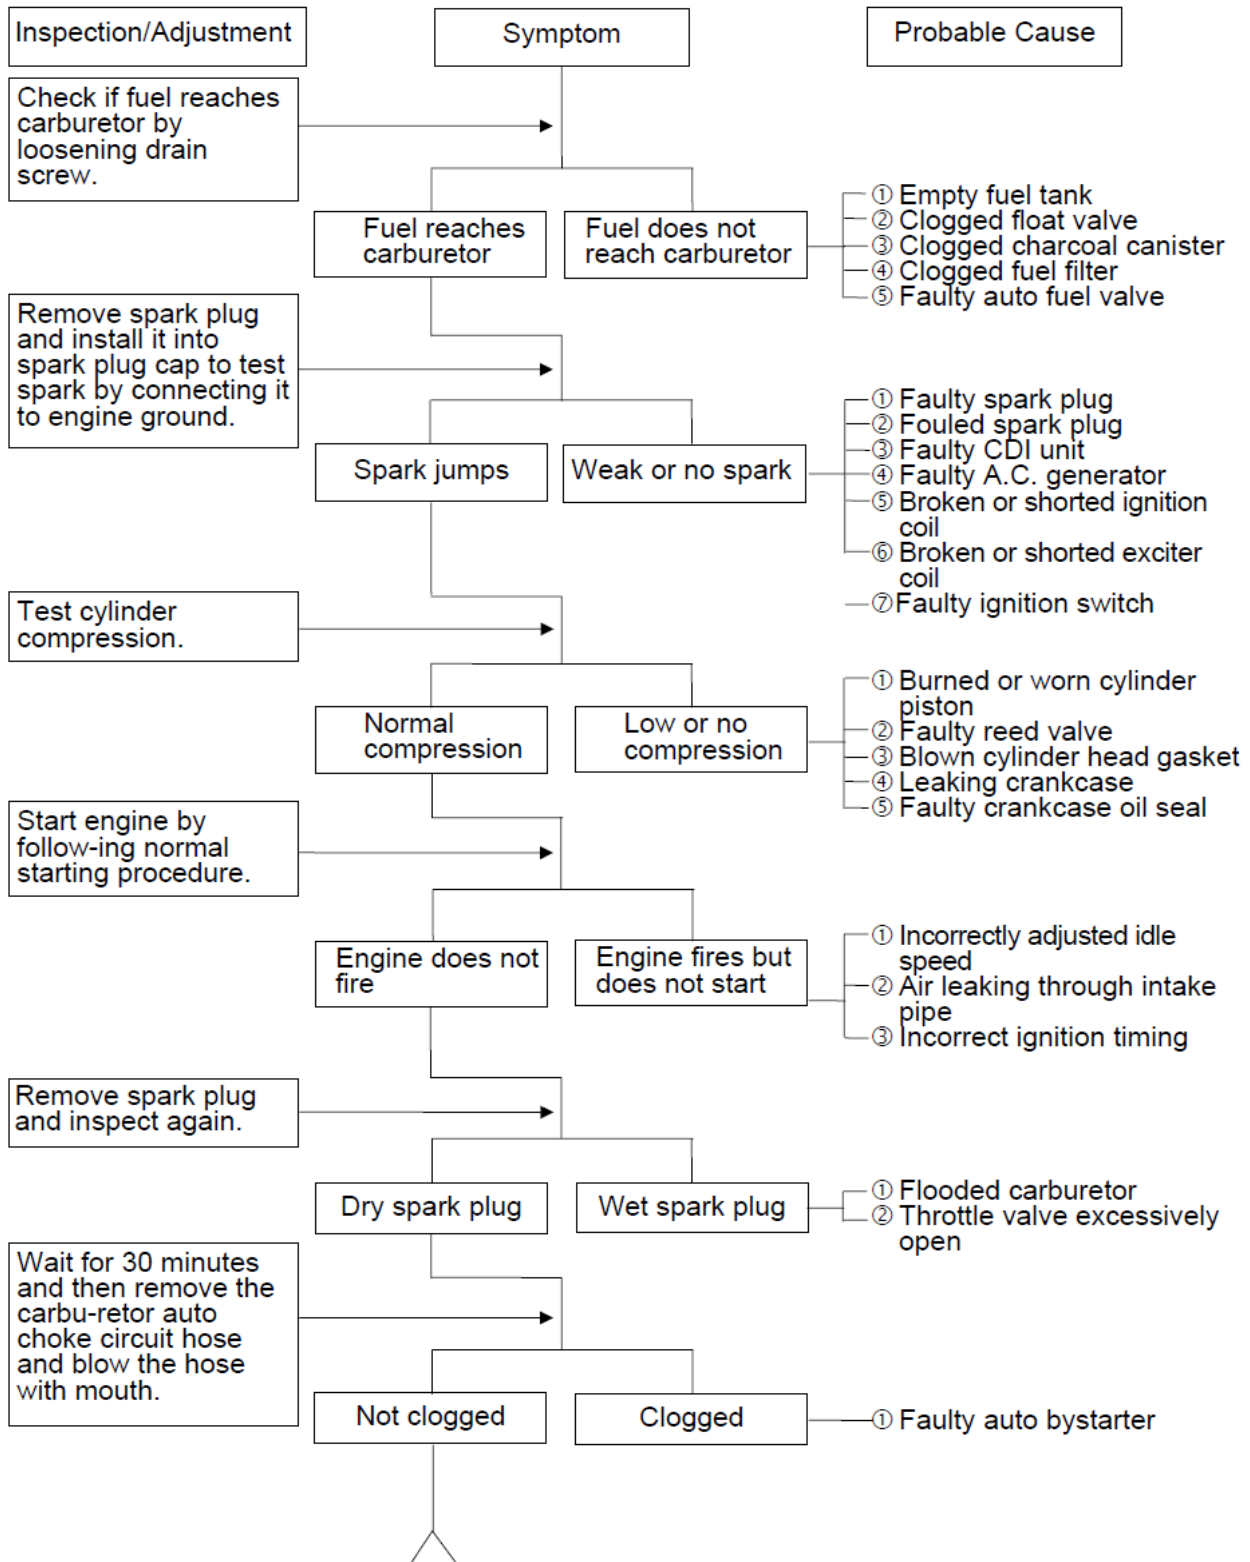 Inspection/Adjustment
Symptom
Probable Cause
Check if fuel reaches
carburetor by
loosening drain
screw.
Fuel reaches
carburetor
Fuel does not
reach carburetor
① Empty fuel tank
② Clogged float valve
③ Clogged charcoal canister
④ Clogged fuel filter
⑤ Faulty auto fuel valve
Remove spark plug
and install it into
spark plug cap to test
spark by connecting it
to engine ground.
Spark jumps
Weak or no spark
① Faulty spark plug
② Fouled spark plug
③ Faulty CDI unit
④ Faulty A.C. generator
⑤ Broken or shorted ignition
coil
⑥ Broken or shorted exciter
coil
⑦ Faulty ignition switch
Test cylinder
compression.
Normal
compression
Low or no
compression
① Burned or worn cylinder
piston
② Faulty reed valve
③ Blown cylinder head gasket
④ Leaking crankcase
⑤ Faulty crankcase oil seal
Start engine by
follow-ing normal
starting procedure.
Engine does not
fire
Engine fires but
does not start
① Incorrectly adjusted idle
speed
② Air leaking through intake
pipe
③ Incorrect ignition timing
Remove spark plug
and inspect again.
Dry spark plug
Wet spark plug
① Flooded carburetor
② Throttle valve excessively
open
Wait for 30 minutes
and then remove the
carbu-retor auto
choke circuit hose
and blow the hose
with mouth.
Not clogged
Clogged
① Faulty auto bystarter